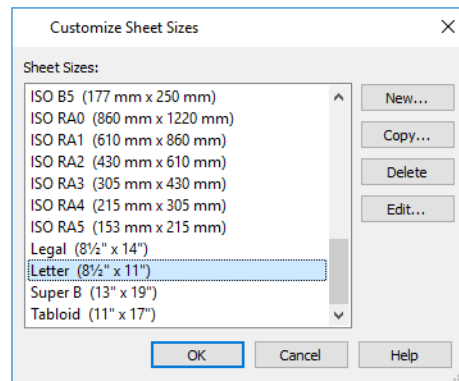 Customize Sheet Sizes
Sheet Sizes:
ISO B5 (177 mm x 250 mm)
ISO RA0 (860 mm x 1220 mm)
ISO RA1 (610 mm x 860 mm)
ISO RA2 (430 mm x 610 mm)
ISO RA3 (305 mm x 430 mm)
ISO RA4 (215 mm x 305 mm)
ISO RA5 (153 mm x 215 mm)
Legal (8½" x 14")
Letter (8½" x 11")
Super B (13" x 19")
Tabloid (11" x 17")
New...
Copy...
Delete
Edit...
OK Cancel Help